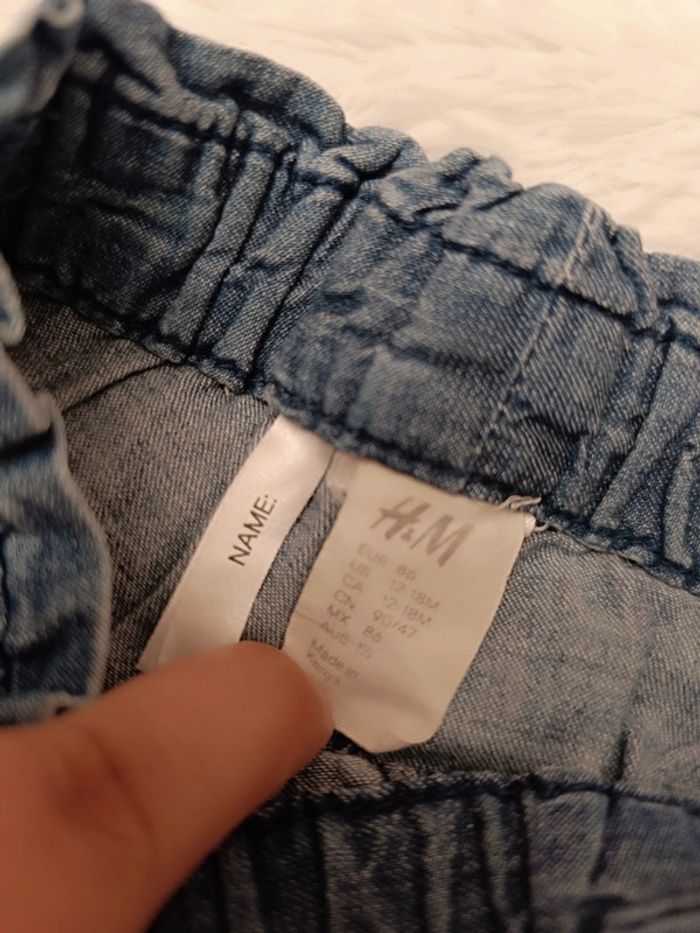 NAME:
H&M
EUR 86
US 12-18M
CA 12-18M
CN 90/47
MX 86
AUS 1½
Made in
Kenya